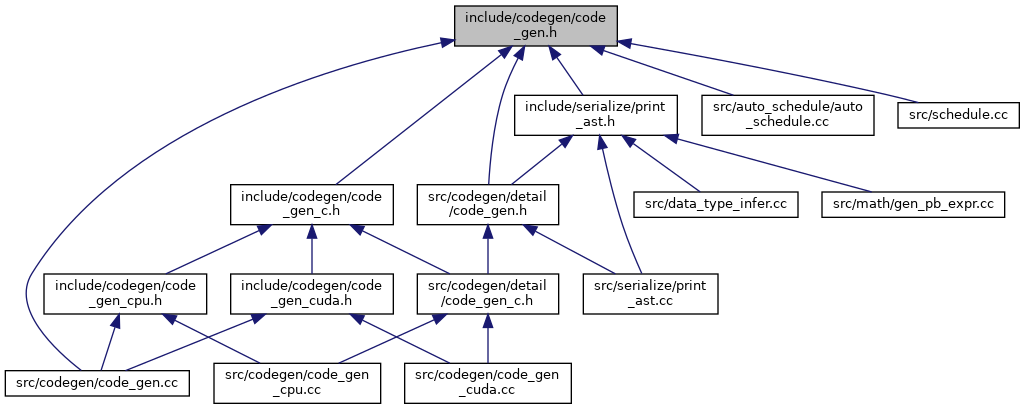 include/codegen/code
_gen.h
include/serialize/print
_ast.h
src/auto_schedule/auto
_schedule.cc
src/schedule.cc
include/codegen/code
_gen_c.h
src/codegen/detail
/code_gen.h
src/data_type_infer.cc
src/math/gen_pb_expr.cc
include/codegen/code
_gen_cpu.h
include/codegen/code
_gen_cuda.h
src/codegen/detail
/code_gen_c.h
src/serialize/print
_ast.cc
src/codegen/code_gen.cc
src/codegen/code_gen
_cpu.cc
src/codegen/code_gen
_cuda.cc